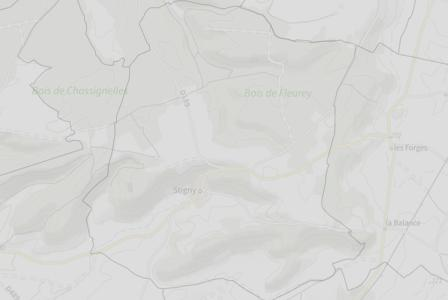 Bois de Chassignelles
Bois de Fleurey
les Forges
Stigny
la Balance